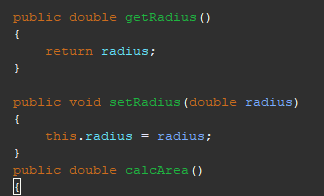 public double getRadius()
{
    return radius;
}
public void setRadius(double radius)
{
    this.radius = radius;
}
public double calcArea()
{